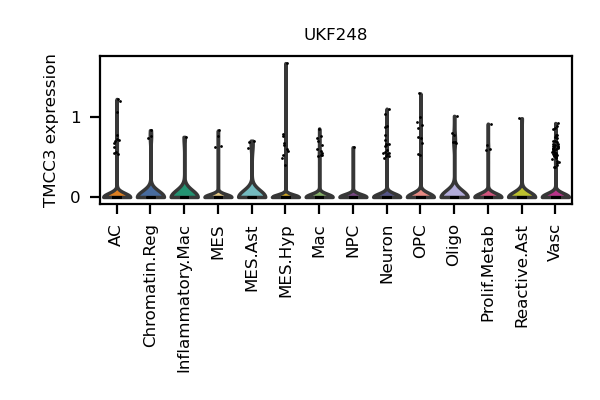 UKF248
TMCC3 expression
1
0
AC
Chromatin.Reg
Inflammatory.Mac
MES
MES.Ast
MES.Hyp
Mac
NPC
Neuron
OPC
Oligo
Prolif.Metab
Reactive.Ast
Vasc